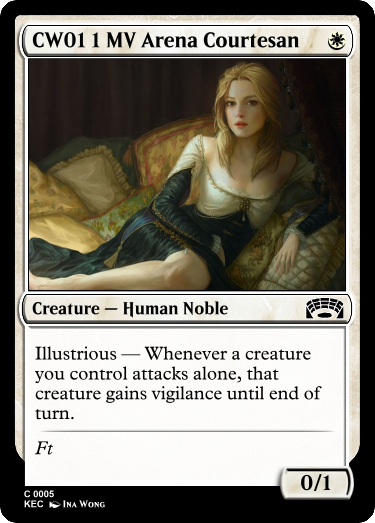 CW01 1 MV Arena Courtesan
Creature — Human Noble
Illustrious — Whenever a creature
you control attacks alone, that
creature gains vigilance until end of
turn.
Ft
0/1
C 0005
KEC Ina Wong